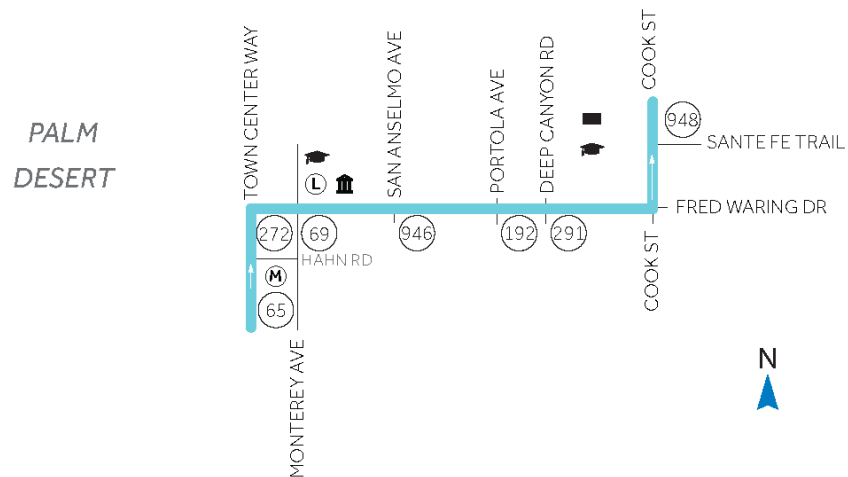 PALM
DESERT
TOWN CENTER WAY
SAN ANSELMO AVE
PORTOLA AVE
DEEP CANYON RD
COOK ST
948
SANTE FE TRAIL
L
FRED WARING DR
272
69
946
192
291
HAHN RD
M
65
COOK ST
MONTEREY AVE
N